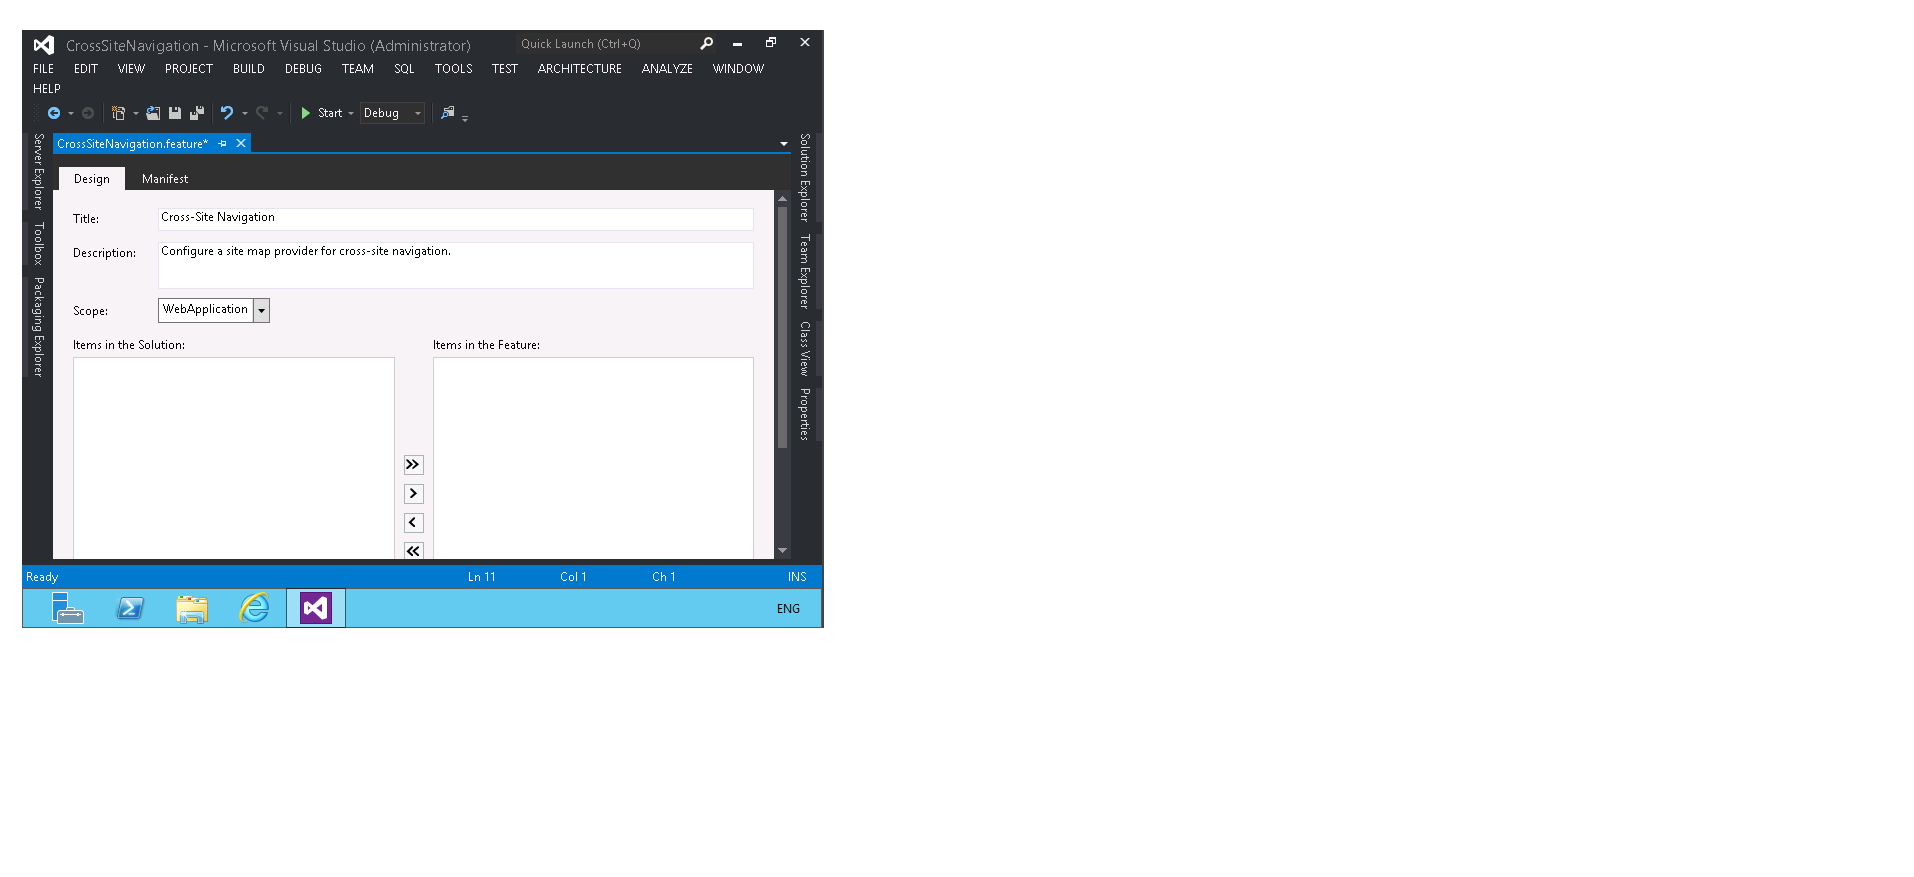 CrossSiteNavigation - Microsoft Visual Studio (Administrator)
Quick Launch (Ctrl+Q)
FILE EDIT VIEW PROJECT BUILD DEBUG TEAM SQL TOOLS TEST ARCHITECTURE ANALYZE WINDOW
HELP
Start Debug
Server Explorer
Toolbox
Packaging Explorer
CrossSiteNavigation.feature*
Design Manifest
Title: Cross-Site Navigation
Description: Configure a site map provider for cross-site navigation.
Scope: WebApplication
Items in the Solution: Items in the Feature:
Solution Explorer
Team Explorer
Class View
Properties
Ready Ln 11 Col 1 Ch 1 INS
ENG